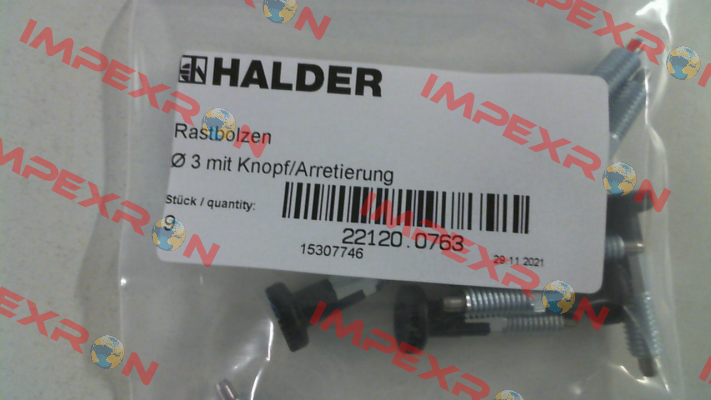 HALDER
Rastbolzen
Ø 3 mit Knopf/Arretierung
Stück / quantity:
9
22120.0763
15307746
29.11.2021
IMPEXRON
IMPEXRON
IMPEXRON
IMPEXRON
IMPEXRON
IMPEXRON